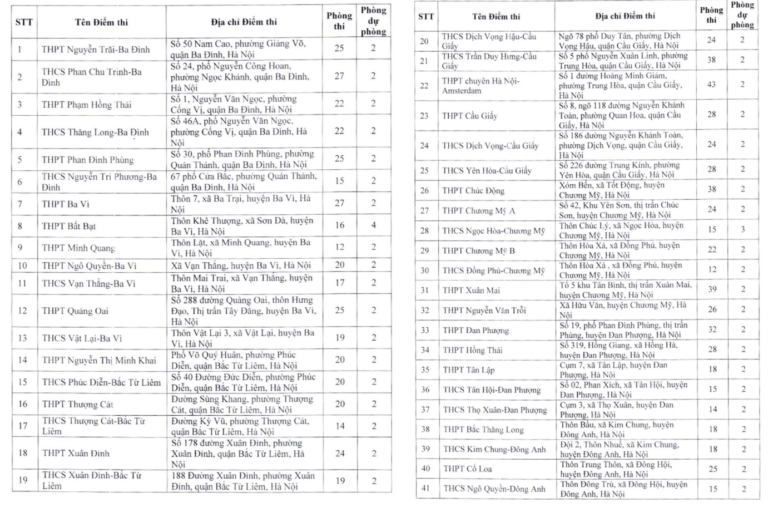 STT Tên Điểm thi Địa chỉ Điểm thi Phòng thi Phòng dự phòng
1 THPT Nguyễn Trãi-Ba Đình Số 50 Nam Cao, phường Giảng Võ, quận Ba Đình, Hà Nội 25 2
2 THCS Phan Chu Trinh-Ba Đình Số 24, phố Nguyễn Công Hoan, phường Ngọc Khánh, quận Ba Đình, Hà Nội 27 2
3 THPT Phạm Hồng Thái Số 1, Nguyễn Văn Ngọc, phường Cống Vị, quận Ba Đình, Hà Nội 22 2
4 THCS Thăng Long-Ba Đình Số 46A, phố Nguyễn Văn Ngọc, phường Cống Vị, quận Ba Đình, Hà Nội 22 2
5 THPT Phan Đình Phùng Số 30, phố Phan Đình Phùng, phường Quán Thánh, quận Ba Đình, Hà Nội 25 2
6 THCS Nguyễn Tri Phương-Ba Đình 67 phố Cửa Bắc, phường Quán Thánh, quận Ba Đình, Hà Nội 15 2
7 THPT Ba Vì Thôn 7, xã Ba Trại, huyện Ba Vì, Hà Nội 27 2
8 THPT Bất Bạt Thôn Khê Thượng, xã Sơn Đà, huyện Ba Vì, Hà Nội 16 4
9 THPT Minh Quang Thôn Lặt, xã Minh Quang, huyện Ba Vì, Hà Nội 12 2
10 THPT Ngô Quyền-Ba Vì Xã Vạn Thắng, huyện Ba Vì, Hà Nội 20 2
11 THCS Vạn Thắng-Ba Vì Thôn Mai Trai, xã Vạn Thắng, huyện Ba Vì, Hà Nội 17 2
12 THPT Quảng Oai Số 288 đường Quảng Oai, thôn Hưng Đạo, Thị trấn Tây Đằng, huyện Ba Vì, Hà Nội 25 2
13 THCS Vật Lại-Ba Vì Thôn Vật Lại 3, xã Vật Lại, huyện Ba Vì, Hà Nội 19 2
14 THPT Nguyễn Thị Minh Khai Phố Võ Quý Huân, phường Phúc Diễn, quận Bắc Từ Liêm, Hà Nội 20 2
15 THCS Phúc Diễn-Bắc Từ Liêm Số 40 Đường Đức Diễn, phường Phúc Diễn, quận Bắc Từ Liêm, Hà Nội 20 2
16 THPT Thượng Cát Đường Sùng Khang, phường Thượng Cát, quận Bắc Từ Liêm, Hà Nội 20 2
17 THCS Thượng Cát-Bắc Từ Liêm Đường Kỳ Vũ, phường Thượng Cát, quận Bắc Từ Liêm, Hà Nội 14 2
18 THPT Xuân Đỉnh Số 178 đường Xuân Đỉnh, phường Xuân Đỉnh, quận Bắc Từ Liêm, Hà Nội 24 2
19 THCS Xuân Đỉnh-Bắc Từ Liêm 188 Đường Xuân Đỉnh, phường Xuân Đỉnh, quận Bắc Từ Liêm, Hà Nội 19 2
STT Tên Điểm thi Địa chỉ Điểm thi Phòng thi Phòng dự phòng
20 THCS Dịch Vọng Hậu-Cầu Giấy Ngõ 78 phố Duy Tân, phường Dịch Vọng Hậu, quận Cầu Giấy, Hà Nội 24 2
21 THCS Trần Duy Hưng-Cầu Giấy Số 5 phố Nguyễn Xuân Linh, phường Trung Hòa, quận Cầu Giấy, Hà Nội 38 2
22 THPT chuyên Hà Nội-Amsterdam Số 1 đường Hoàng Minh Giám, phường Trung Hòa, quận Cầu Giấy, Hà Nội 43 2
23 THPT Cầu Giấy Số 8, ngõ 118 đường Nguyễn Khánh Toàn, phường Quan Hoa, quận Cầu Giấy, Hà Nội 28 2
24 THCS Dịch Vọng-Cầu Giấy Số 186 đường Nguyễn Khánh Toàn, phường Dịch Vọng, quận Cầu Giấy, Hà Nội 24 2
25 THCS Yên Hòa-Cầu Giấy Số 226 đường Trung Kính, phường Yên Hòa, quận Cầu Giấy, Hà Nội 28 2
26 THPT Chúc Động Xóm Bến, xã Tốt Động, huyện Chương Mỹ, Hà Nội 38 2
27 THPT Chương Mỹ A Số 42, Khu Yên Sơn, thị trấn Chúc Sơn, huyện Chương Mỹ, Hà Nội 24 2
28 THCS Ngọc Hòa-Chương Mỹ Thôn Chúc Lý, xã Ngọc Hòa, huyện Chương Mỹ, Hà Nội 15 3
29 THPT Chương Mỹ B Thôn Hòa Xá, xã Đồng Phú, huyện Chương Mỹ, Hà Nội 22 2
30 THCS Đồng Phú-Chương Mỹ Thôn Hòa Xá , xã Đồng Phú, huyện Chương Mỹ, Hà Nội 12 2
31 THPT Xuân Mai Tổ 5 khu Tân Bình, thị trấn Xuân Mai, huyện Chương Mỹ, Hà Nội 39 2
32 THPT Nguyễn Văn Trỗi Xã Hữu Văn, huyện Chương Mỹ, Hà Nội 26 2
33 THPT Đan Phượng Số 19, phố Phan Đình Phùng, thị trấn Phùng, huyện Đan Phượng, Hà Nội 32 2
34 THPT Hồng Thái Số 319, Hồng Giang, xã Hồng Hà, huyện Đan Phượng, Hà Nội 28 2
35 THPT Tân Lập Cụm 7, xã Tân Lập, huyện Đan Phượng, Hà Nội 18 2
36 THCS Tân Hội-Đan Phượng Số 02, Phan Xích, xã Tân Hội, huyện Đan Phượng, Hà Nội 15 2
37 THCS Thọ Xuân-Đan Phượng Cụm 3, xã Thọ Xuân, huyện Đan Phượng, Hà Nội 14 2
38 THPT Bắc Thăng Long Thôn Bầu, xã Kim Chung, huyện Đông Anh, Hà Nội 18 2
39 THCS Kim Chung-Đông Anh Đội 2, Thôn Nhuế, xã Kim Chung, huyện Đông Anh, Hà Nội 18 2
40 THPT Cổ Loa Thôn Trung Thôn, xã Đông Hội, huyện Đông Anh, Hà Nội 25 2
41 THCS Ngô Quyền-Đông Anh Thôn Đông Trù, xã Đông Hội, huyện Đông Anh, Hà Nội 15 2